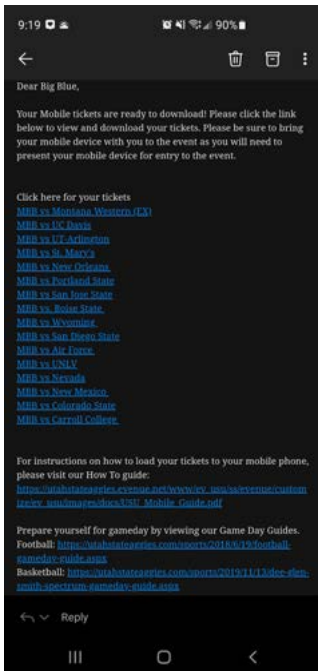 9:19 90%
Dear Big Blue,
Your Mobile tickets are ready to download! Please click the link
below to view and download your tickets. Please be sure to bring
your mobile device with you to the event as you will need to
present your mobile device for entry to the event.
Click here for your tickets
MBB vs Montana Western (EX)
MBB vs UC Davis
MBB vs UT-Arlington
MBB vs St. Mary's
MBB vs New Orleans
MBB vs Portland State
MBB vs San Jose State
MBB vs. Boise State
MBB vs Wyoming
MBB vs San Diego State
MBB vs Air Force
MBB vs UNLV
MBB vs Nevada
MBB vs New Mexico
MBB vs Colorado State
MBB vs Carroll College
For instructions on how to load your tickets to your mobile phone,
please visit our How To guide:
https://utahstateaggies.evenue.net/www/ev_usu/ss/evenue/custom
ize/ev_usu/images/docs/USU_Mobile_Guide.pdf
Prepare yourself for gameday by viewing our Game Day Guides.
Football: https://utahstateaggies.com/sports/2018/6/19/football-
gameday-guide.aspx
Basketball: https://utahstateaggies.com/sports/2019/11/13/dee-glen-
smith-spectrum-gameday-guide.aspx
Reply